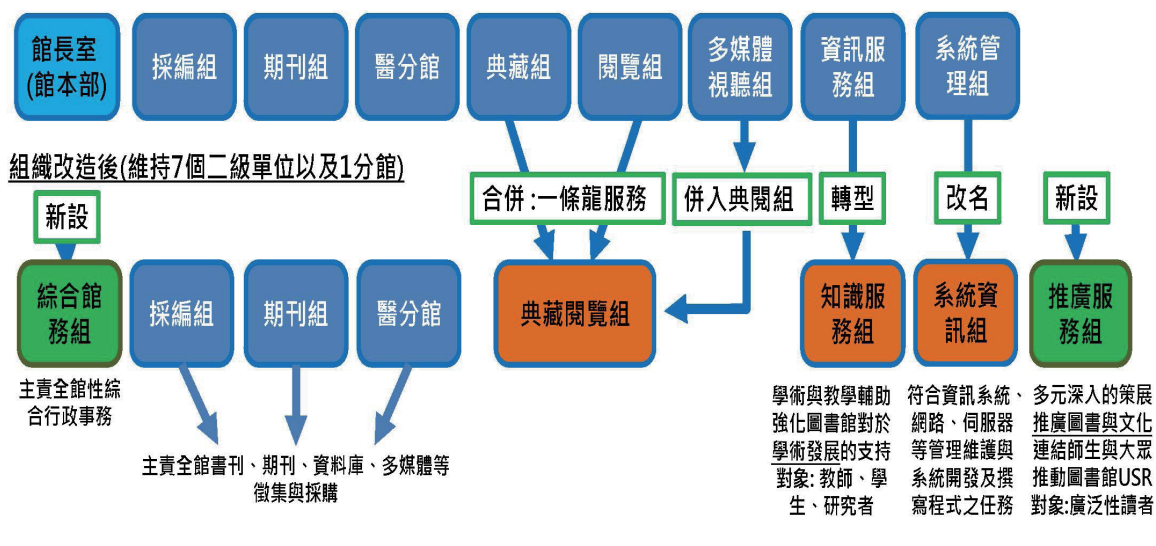 館長室
(館本部)
採編組
期刊組
醫分館
典藏組
閱覽組
多媒體
視聽組
資訊服
務組
系統管
理組
組織改造後(維持7個二級單位以及1分館)
新設
合併:一條龍服務
併入典閱組
轉型
改名
新設
綜合館
務組
採編組
期刊組
醫分館
典藏閱覽組
知識服
務組
系統資
訊組
推廣服
務組
主責全館性綜
合行政事務
主責全館書刊、期刊、資料庫、多媒體等
徵集與採購
學術與教學輔助
強化圖書館對於
學術發展的支持
對象: 教師、學
生、研究者
符合資訊系統、
網路、伺服器
等管理維護與
系統開發及撰
寫程式之任務
多元深入的策展
推廣圖書與文化
連結師生與大眾
推動圖書館USR
對象:廣泛性讀者